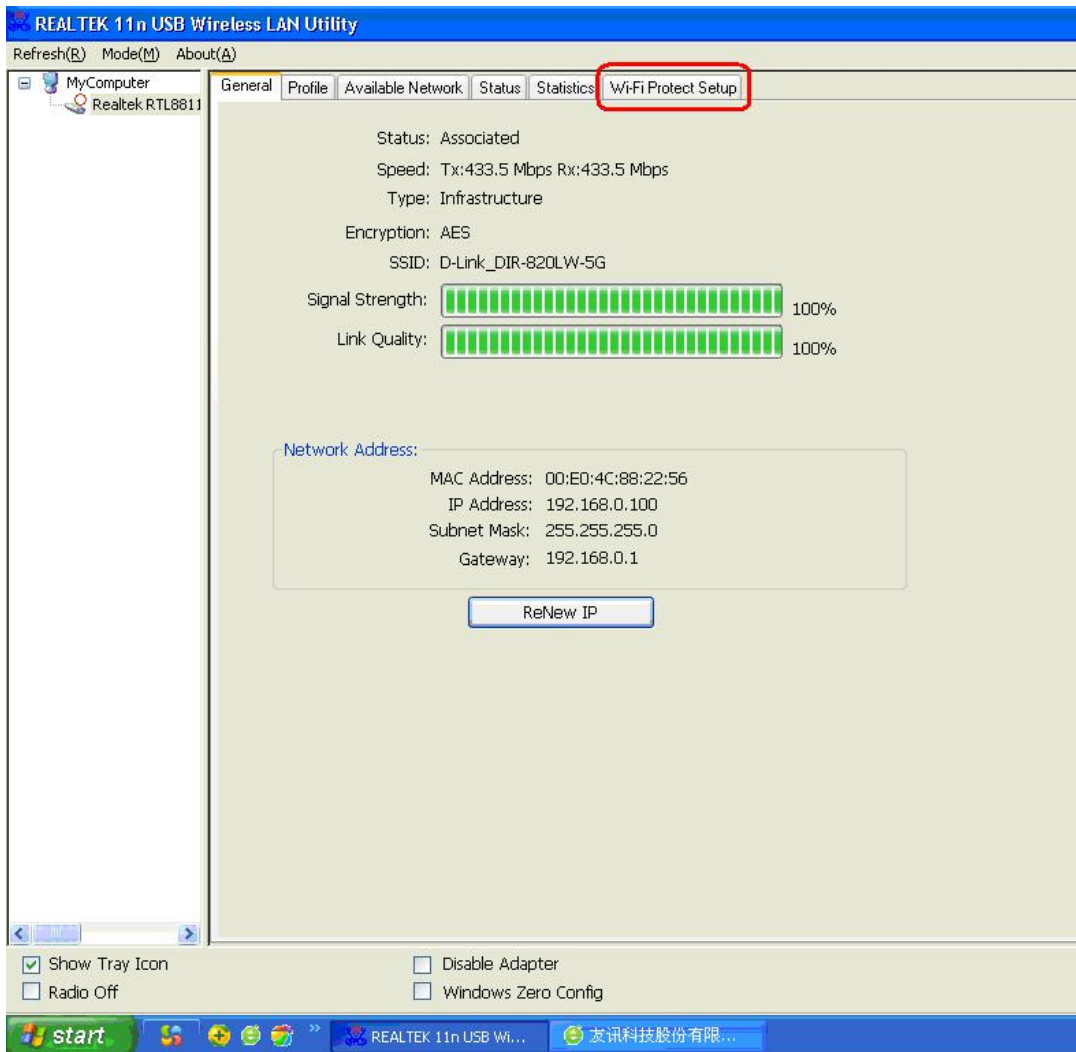 REALTEK 11n USB Wireless LAN Utility
Refresh(R) Mode(M) About(A)
MyComputer
Realtek RTL8811
General Profile Available Network Status Statistics Wi-Fi Protect Setup
Status: Associated
Speed: Tx:433.5 Mbps Rx:433.5 Mbps
Type: Infrastructure
Encryption: AES
SSID: D-Link_DIR-820LW-5G
Signal Strength: 100%
Link Quality: 100%
Network Address:
MAC Address: 00:E0:4C:88:22:56
IP Address: 192.168.0.100
Subnet Mask: 255.255.255.0
Gateway: 192.168.0.1
ReNew IP
Show Tray Icon Disable Adapter
Radio Off Windows Zero Config
start » REALTEK 11n USB Wi... 友讯科技股份有限...